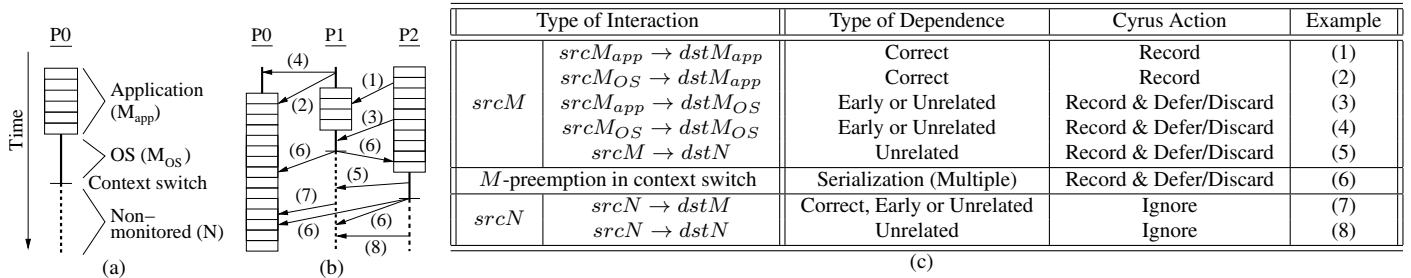 P0
Time
Application
(M_app)
OS (M_OS)
Context switch
Non–
monitored (N)
(a)
P0 P1 P2
(4)
(1)
(2)
(3)
(6) (6)
(5)
(7)
(6)
(6)
(8)
(b)
Type of Interaction Type of Dependence Cyrus Action Example
srcM srcM_app → dstM_app Correct Record (1)
srcM_OS → dstM_app Correct Record (2)
srcM_app → dstM_OS Early or Unrelated Record & Defer/Discard (3)
srcM_OS → dstM_OS Early or Unrelated Record & Defer/Discard (4)
srcM → dstN Unrelated Record & Defer/Discard (5)
M-preemption in context switch Serialization (Multiple) Record & Defer/Discard (6)
srcN srcN → dstM Correct, Early or Unrelated Ignore (7)
srcN → dstN Unrelated Ignore (8)
(c)